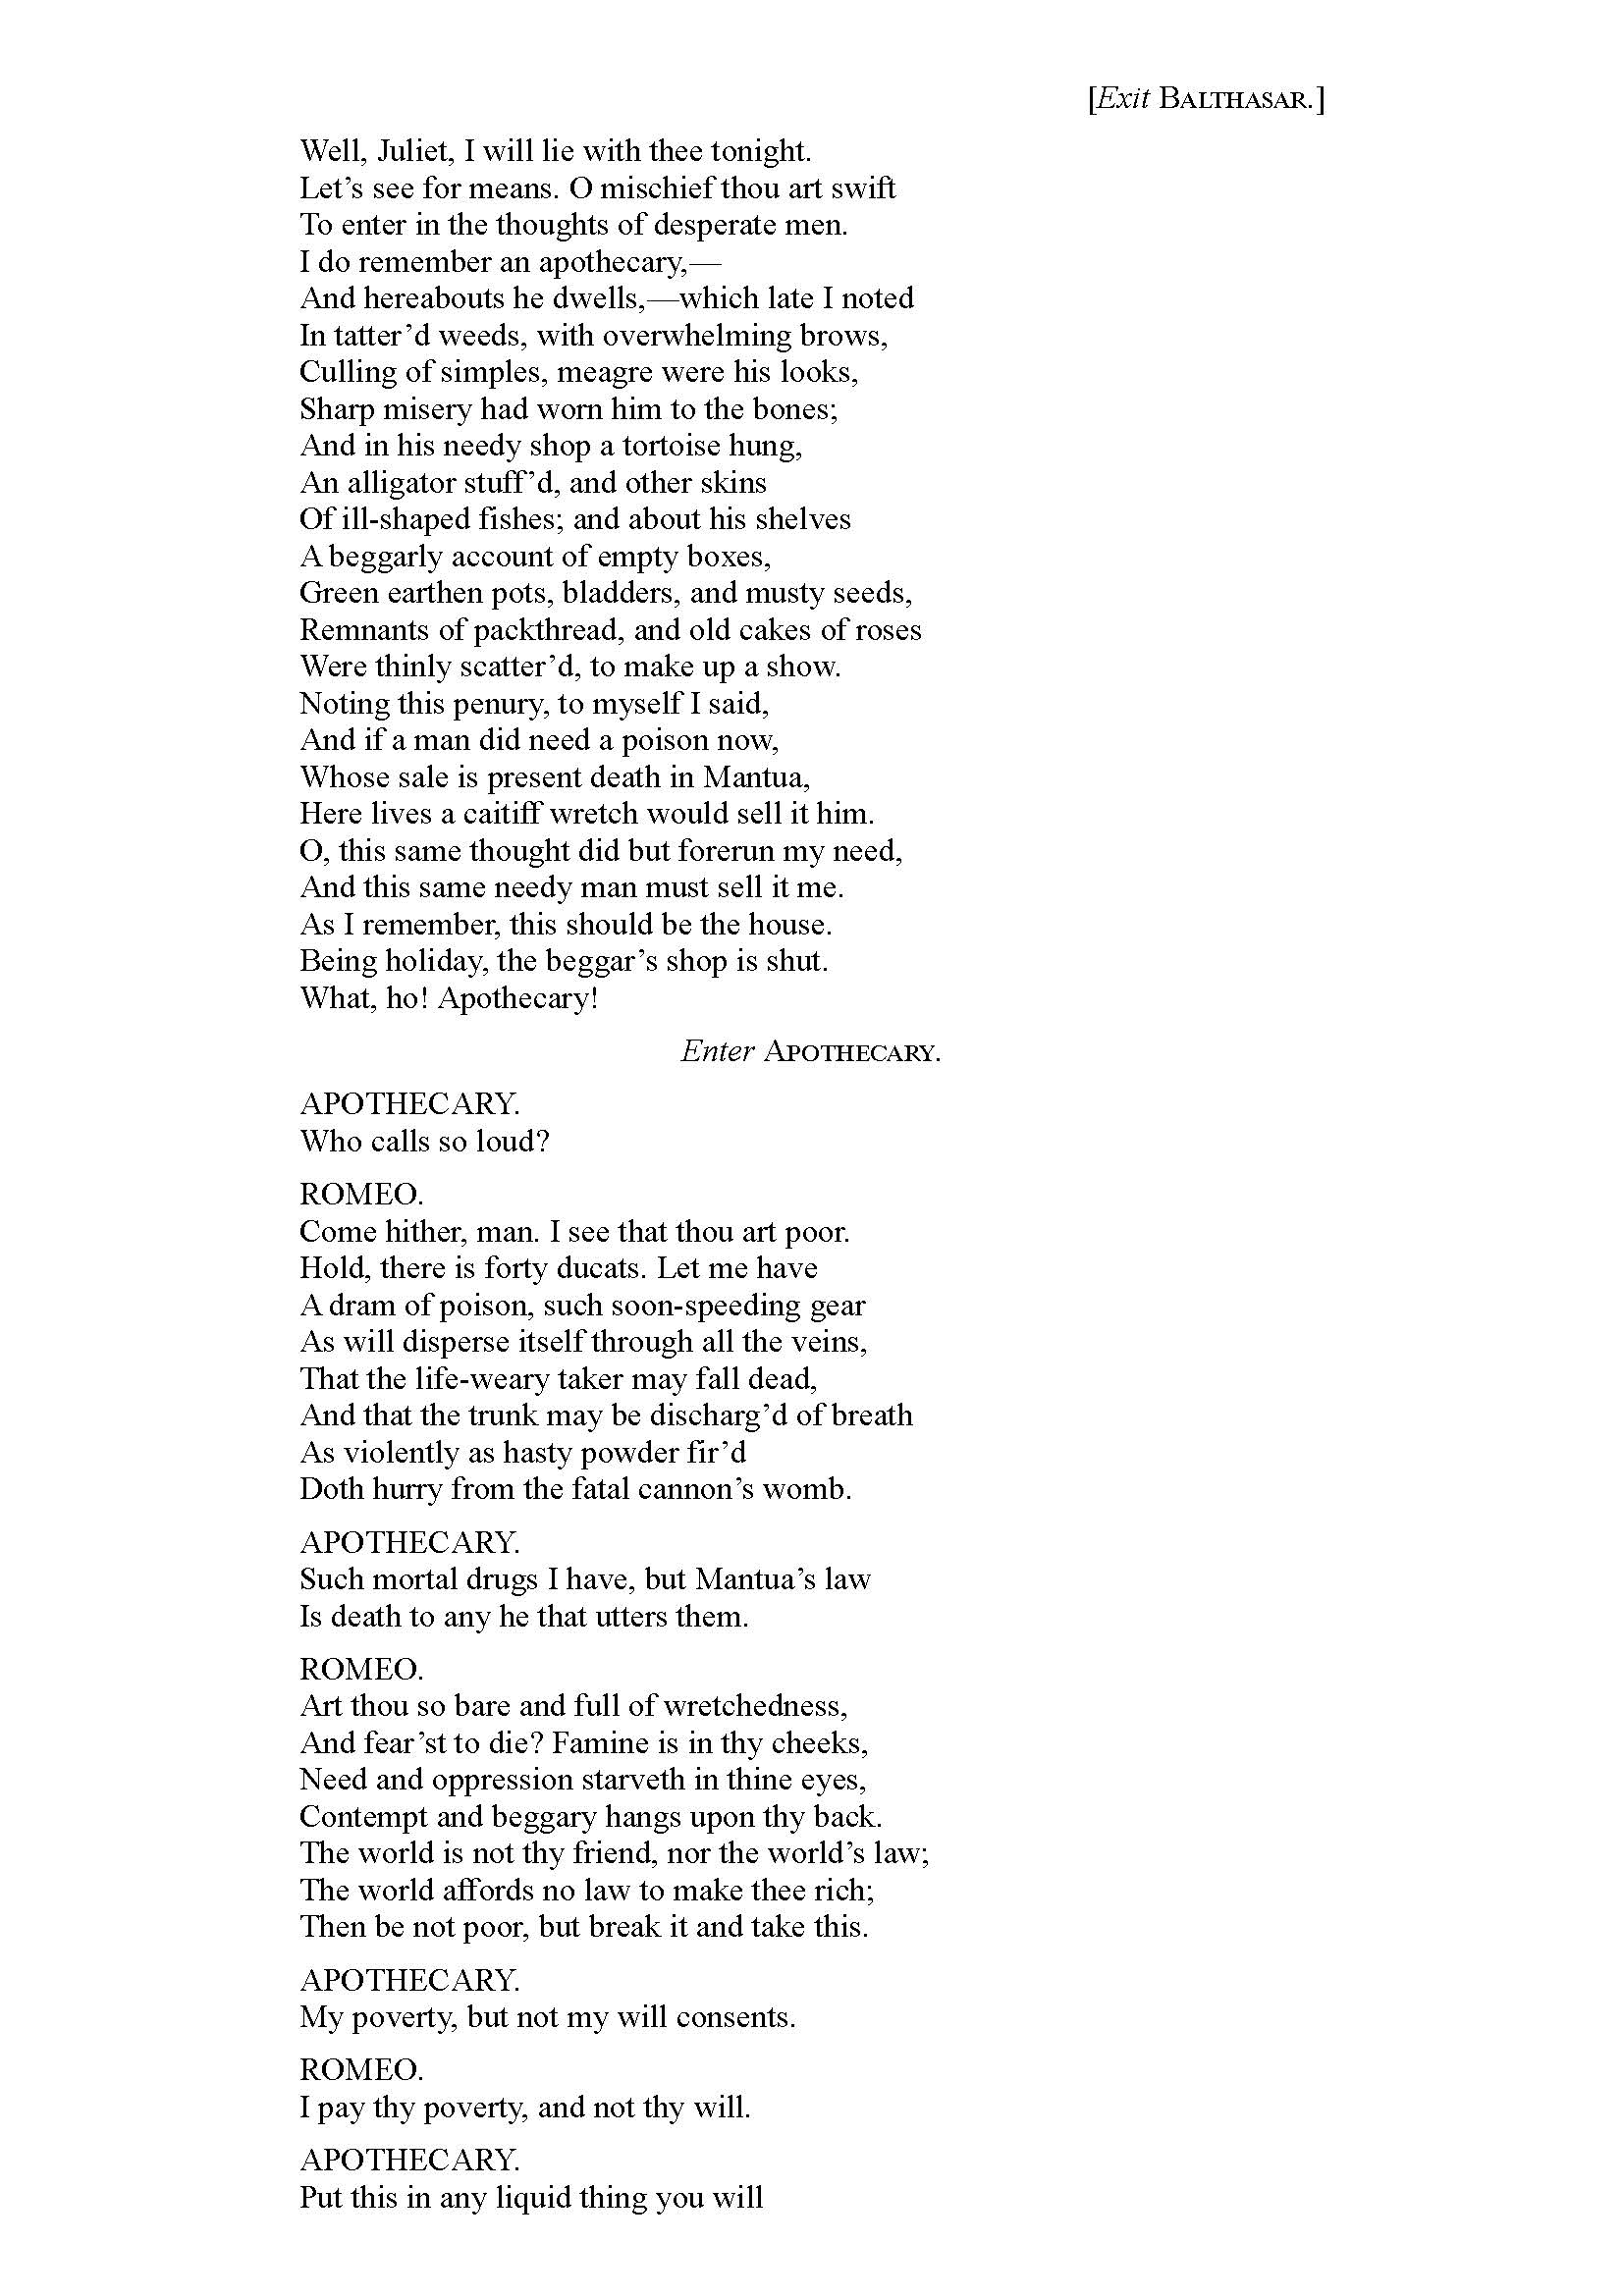 [Exit BALTHASAR.]
Well, Juliet, I will lie with thee tonight.
Let’s see for means. O mischief thou art swift
To enter in the thoughts of desperate men.
I do remember an apothecary,—
And hereabouts he dwells,—which late I noted
In tatter’d weeds, with overwhelming brows,
Culling of simples, meagre were his looks,
Sharp misery had worn him to the bones;
And in his needy shop a tortoise hung,
An alligator stuff’d, and other skins
Of ill-shaped fishes; and about his shelves
A beggarly account of empty boxes,
Green earthen pots, bladders, and musty seeds,
Remnants of packthread, and old cakes of roses
Were thinly scatter’d, to make up a show.
Noting this penury, to myself I said,
And if a man did need a poison now,
Whose sale is present death in Mantua,
Here lives a caitiff wretch would sell it him.
O, this same thought did but forerun my need,
And this same needy man must sell it me.
As I remember, this should be the house.
Being holiday, the beggar’s shop is shut.
What, ho! Apothecary!
Enter APOTHECARY.
APOTHECARY.
Who calls so loud?
ROMEO.
Come hither, man. I see that thou art poor.
Hold, there is forty ducats. Let me have
A dram of poison, such soon-speeding gear
As will disperse itself through all the veins,
That the life-weary taker may fall dead,
And that the trunk may be discharg’d of breath
As violently as hasty powder fir’d
Doth hurry from the fatal cannon’s womb.
APOTHECARY.
Such mortal drugs I have, but Mantua’s law
Is death to any he that utters them.
ROMEO.
Art thou so bare and full of wretchedness,
And fear’st to die? Famine is in thy cheeks,
Need and oppression starveth in thine eyes,
Contempt and beggary hangs upon thy back.
The world is not thy friend, nor the world’s law;
The world affords no law to make thee rich;
Then be not poor, but break it and take this.
APOTHECARY.
My poverty, but not my will consents.
ROMEO.
I pay thy poverty, and not thy will.
APOTHECARY.
Put this in any liquid thing you will